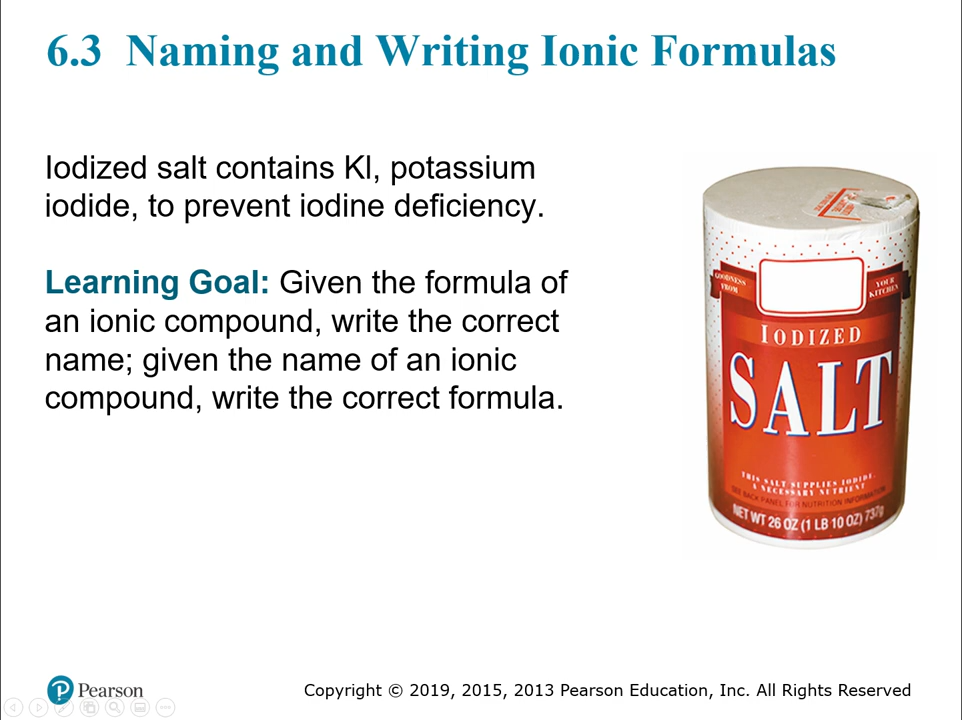 6.3 Naming and Writing Ionic Formulas
Iodized salt contains KI, potassium
iodide, to prevent iodine deficiency.
Learning Goal: Given the formula of
an ionic compound, write the correct
name; given the name of an ionic
compound, write the correct formula.
GOODNESS
FROM
YOUR
KITCHEN
IODIZED
SALT
THIS SALT SUPPLIES IODIDE,
A NECESSARY NUTRIENT
SEE BACK PANEL FOR NUTRITION INFORMATION
NET WT 26 OZ (1 LB 10 OZ) 737g
Pearson
Copyright © 2019, 2015, 2013 Pearson Education, Inc. All Rights Reserved